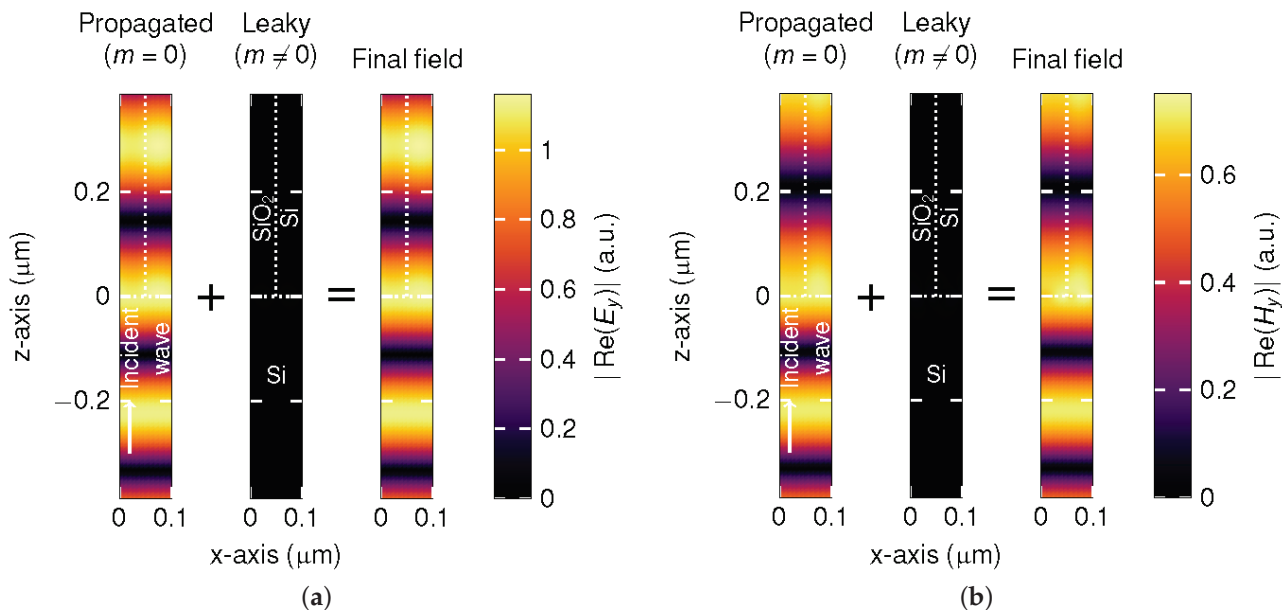 Propagated
(m = 0)
Leaky
(m ≠ 0)
Final field
z-axis (μm)
0.2
0
−0.2
Incident
wave
+
SiO2
Si
Si
=
1
0.8
0.6
0.4
0.2
0
|Re(Ey)| (a.u.)
0 0.1
0 0.1
0 0.1
x-axis (μm)
(a)
Propagated
(m = 0)
Leaky
(m ≠ 0)
Final field
z-axis (μm)
0.2
0
−0.2
Incident
wave
+
SiO2
Si
Si
=
0.6
0.4
0.2
0
|Re(Hy)| (a.u.)
0 0.1
0 0.1
0 0.1
x-axis (μm)
(b)